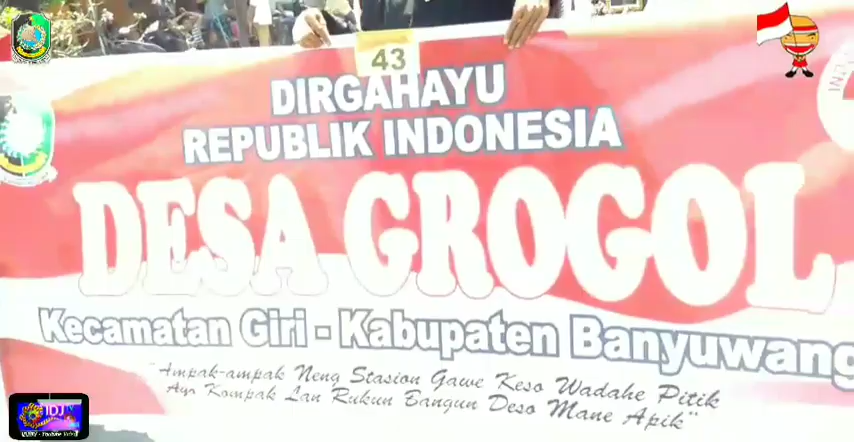 43
DIRGAHAYU
REPUBLIK INDONESIA
DESA GROGOL
Kecamatan Giri - Kabupaten Banyuwang
"Ampak-ampak Neng Stasion Gawe Keso Wadahe Pitik
Ayo Kompak Lan Rukun Bangun Deso Mane Apik"
IDJ